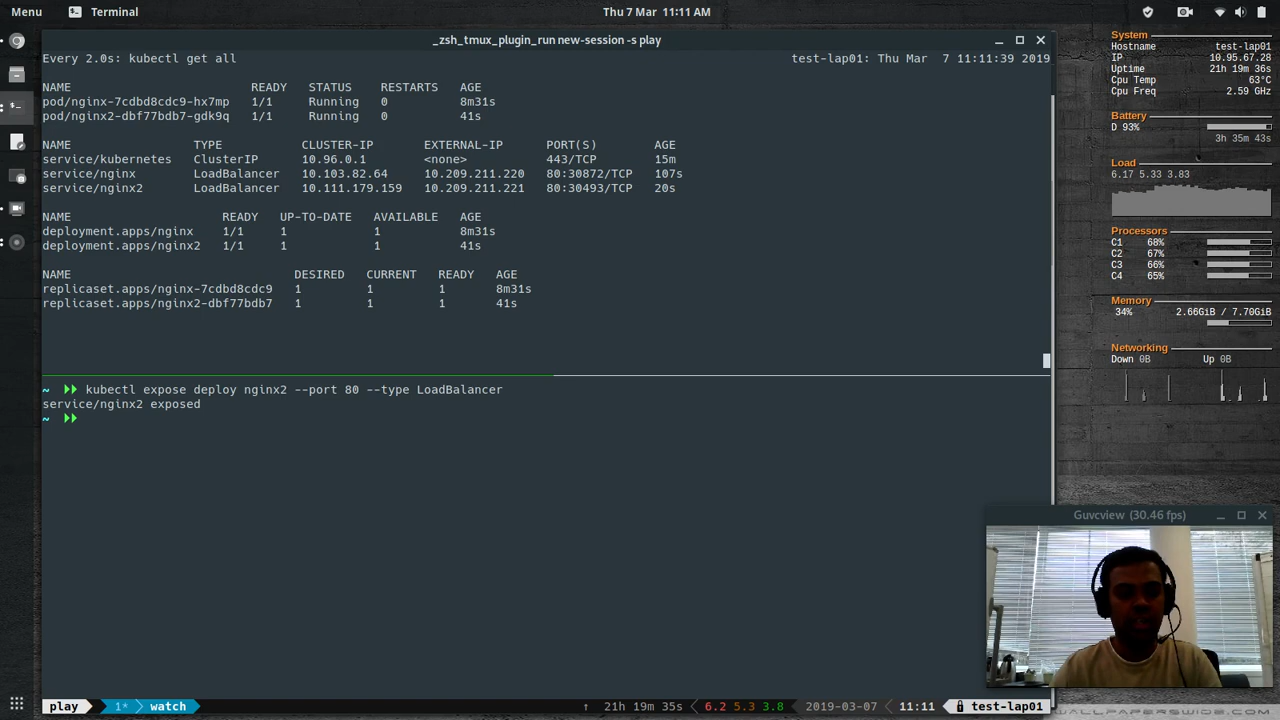 Menu Terminal Thu 7 Mar 11:11 AM
_zsh_tmux_plugin_run new-session -s play
Every 2.0s: kubectl get all test-lap01: Thu Mar 7 11:11:39 2019
NAME READY STATUS RESTARTS AGE
pod/nginx-7cdbd8cdc9-hx7mp 1/1 Running 0 8m31s
pod/nginx2-dbf77bdb7-gdk9q 1/1 Running 0 41s
NAME TYPE CLUSTER-IP EXTERNAL-IP PORT(S) AGE
service/kubernetes ClusterIP 10.96.0.1 <none> 443/TCP 15m
service/nginx LoadBalancer 10.103.82.64 10.209.211.220 80:30872/TCP 107s
service/nginx2 LoadBalancer 10.111.179.159 10.209.211.221 80:30493/TCP 20s
NAME READY UP-TO-DATE AVAILABLE AGE
deployment.apps/nginx 1/1 1 1 8m31s
deployment.apps/nginx2 1/1 1 1 41s
NAME DESIRED CURRENT READY AGE
replicaset.apps/nginx-7cdbd8cdc9 1 1 1 8m31s
replicaset.apps/nginx2-dbf77bdb7 1 1 1 41s
~ kubectl expose deploy nginx2 --port 80 --type LoadBalancer
service/nginx2 exposed
~
play 1* watch ↑ 21h 19m 35s 6.2 5.3 3.8 2019-03-07 11:11 test-lap01
System
Hostname test-lap01
IP 10.95.67.28
Uptime 21h 19m 36s
Cpu Temp 63°C
Cpu Freq 2.59 GHz
Battery
D 93%
3h 35m 43s
Load
6.17 5.33 3.83
Processors
C1 68%
C2 67%
C3 66%
C4 65%
Memory
34% 2.66GiB / 7.70GiB
Networking
Down 0B Up 0B
Guvcview (30.46 fps)
WALLPAPERSWIDE.COM